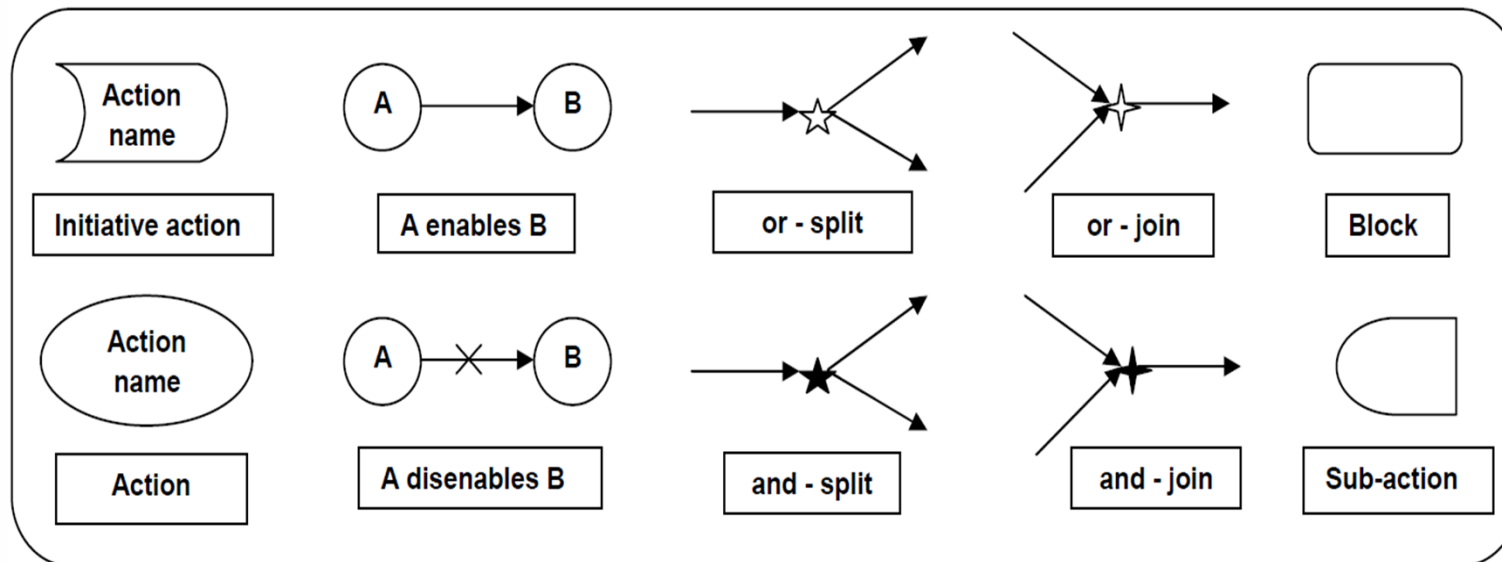 Action
name
A
B
Initiative action
A enables B
or - split
or - join
Block
Action
name
A
B
Action
A disenables B
and - split
and - join
Sub-action